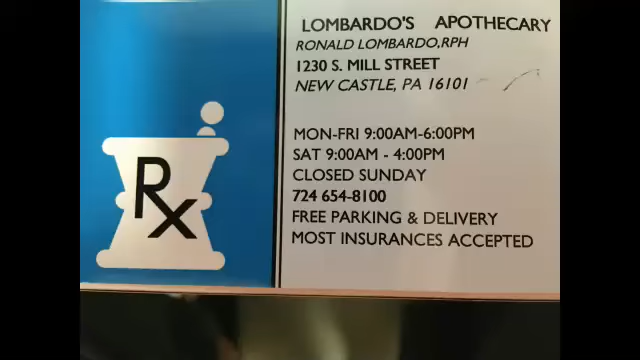 LOMBARDO'S APOTHECARY
RONALD LOMBARDO,RPH
1230 S. MILL STREET
NEW CASTLE, PA 16101
MON-FRI 9:00AM-6:00PM
SAT 9:00AM - 4:00PM
CLOSED SUNDAY
724 654-8100
FREE PARKING & DELIVERY
MOST INSURANCES ACCEPTED
Rx